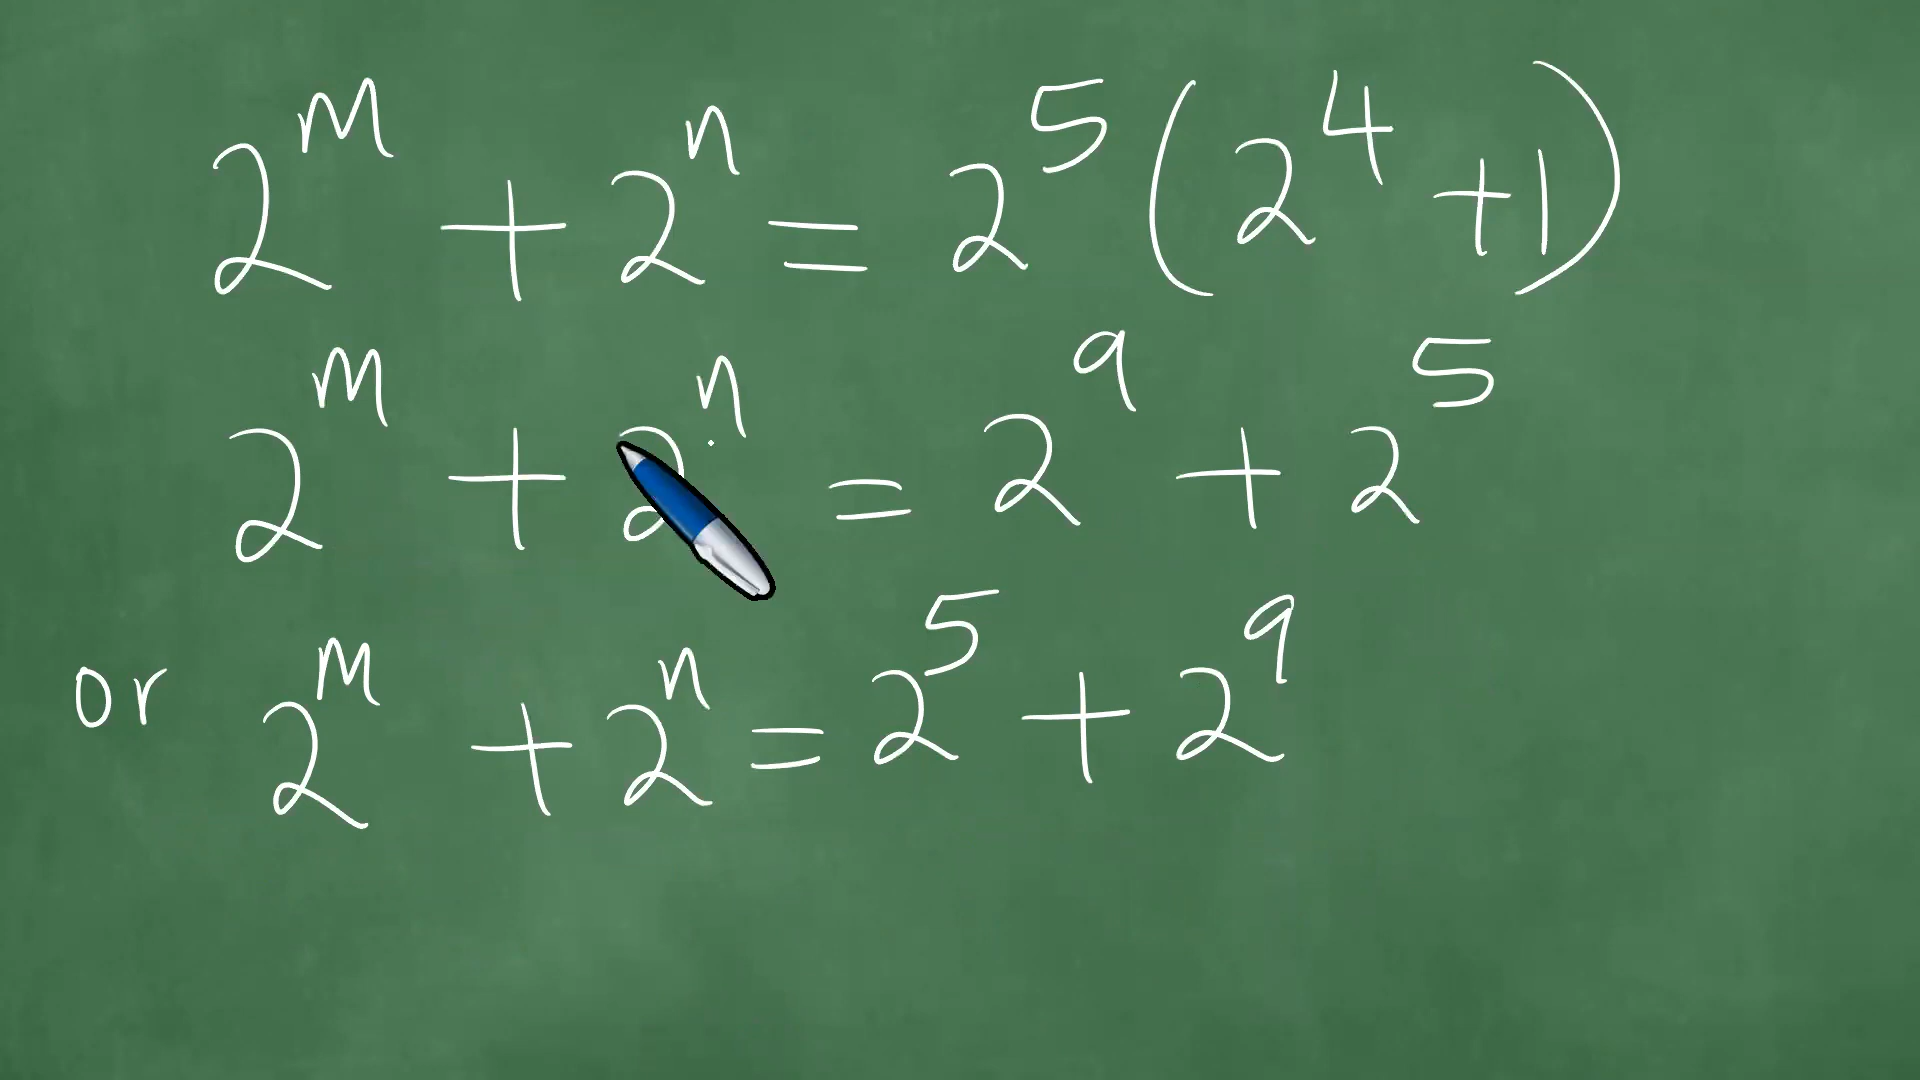 2^m + 2^n = 2^5 (2^4 + 1)
2^m + 2^n = 2^9 + 2^5
or 2^m + 2^n = 2^5 + 2^9